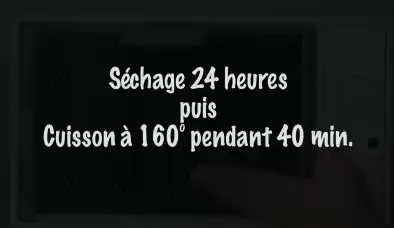 Séchage 24 heures
puis
Cuisson à 160° pendant 40 min.